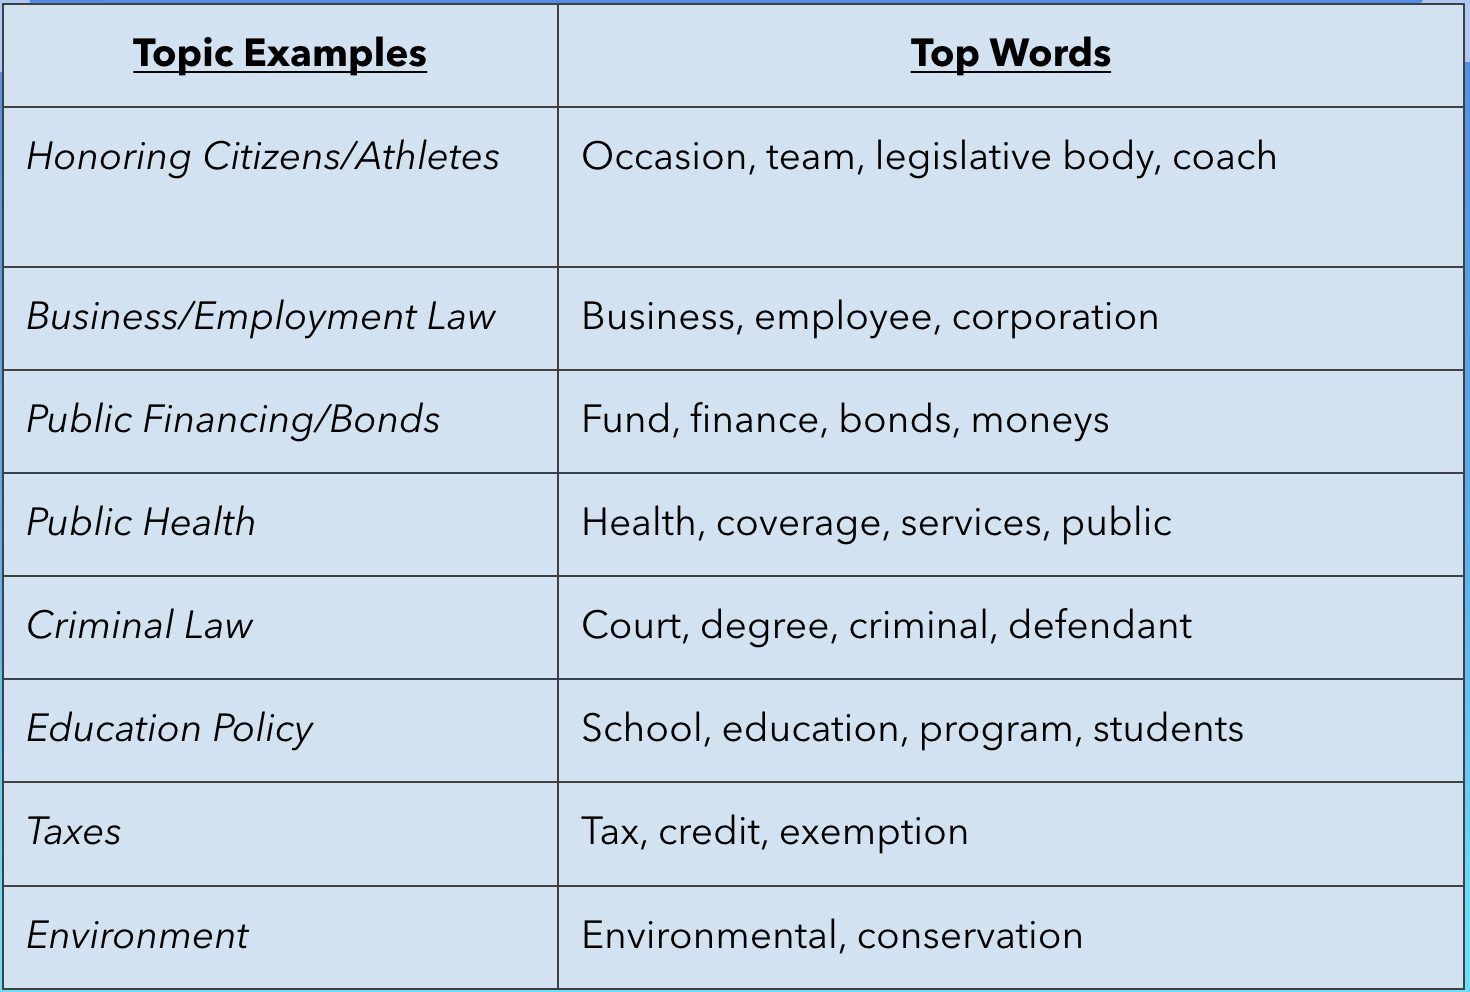 Topic Examples
Top Words
Honoring Citizens/Athletes
Occasion, team, legislative body, coach
Business/Employment Law
Business, employee, corporation
Public Financing/Bonds
Fund, finance, bonds, moneys
Public Health
Health, coverage, services, public
Criminal Law
Court, degree, criminal, defendant
Education Policy
School, education, program, students
Taxes
Tax, credit, exemption
Environment
Environmental, conservation